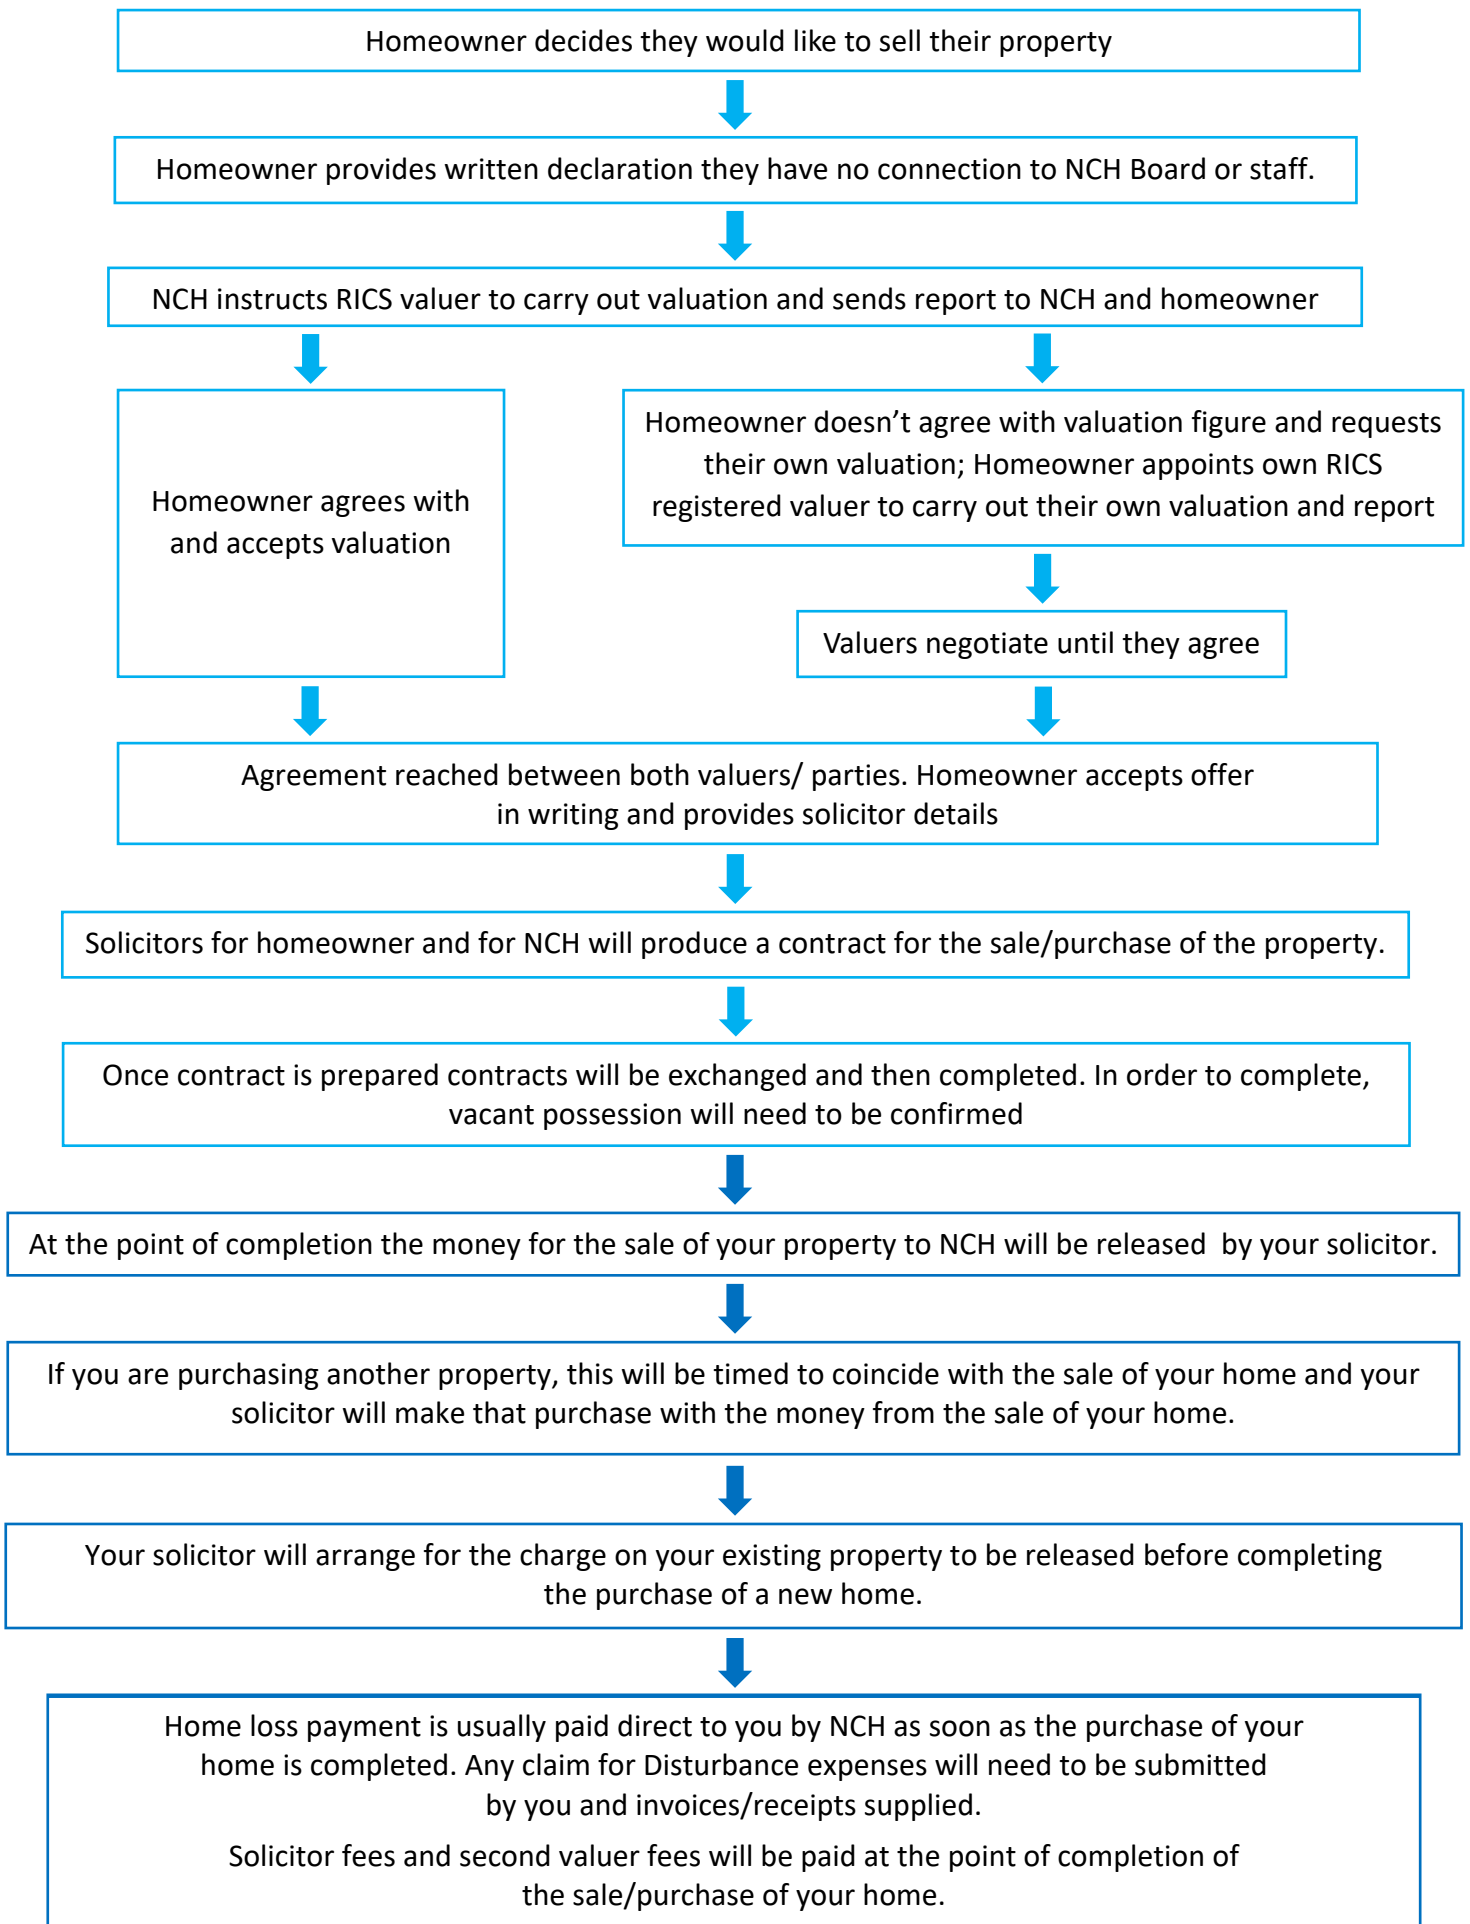 Homeowner decides they would like to sell their property
Homeowner provides written declaration they have no connection to NCH Board or staff.
NCH instructs RICS valuer to carry out valuation and sends report to NCH and homeowner
Homeowner agrees with
and accepts valuation
Homeowner doesn’t agree with valuation figure and requests
their own valuation; Homeowner appoints own RICS
registered valuer to carry out their own valuation and report
Valuers negotiate until they agree
Agreement reached between both valuers/ parties. Homeowner accepts offer
in writing and provides solicitor details
Solicitors for homeowner and for NCH will produce a contract for the sale/purchase of the property.
Once contract is prepared contracts will be exchanged and then completed. In order to complete,
vacant possession will need to be confirmed
At the point of completion the money for the sale of your property to NCH will be released  by your solicitor.
If you are purchasing another property, this will be timed to coincide with the sale of your home and your
solicitor will make that purchase with the money from the sale of your home.
Your solicitor will arrange for the charge on your existing property to be released before completing
the purchase of a new home.
Home loss payment is usually paid direct to you by NCH as soon as the purchase of your
home is completed. Any claim for Disturbance expenses will need to be submitted
by you and invoices/receipts supplied.
Solicitor fees and second valuer fees will be paid at the point of completion of
the sale/purchase of your home.